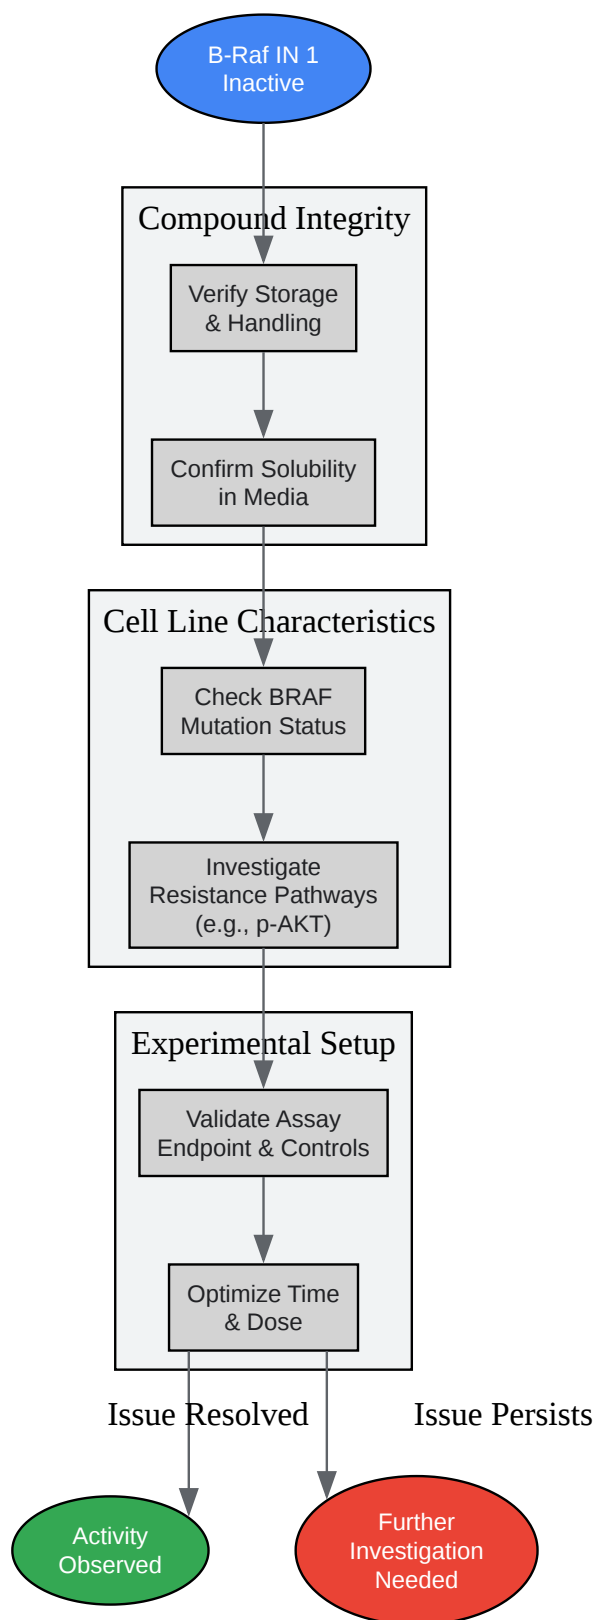 B-Raf IN 1
Inactive
Compound Integrity
Verify Storage
& Handling
Confirm Solubility
in Media
Cell Line Characteristics
Check BRAF
Mutation Status
Investigate
Resistance Pathways
(e.g., p-AKT)
Experimental Setup
Validate Assay
Endpoint & Controls
Optimize Time
& Dose
Issue Resolved
Issue Persists
Activity
Observed
Further
Investigation
Needed